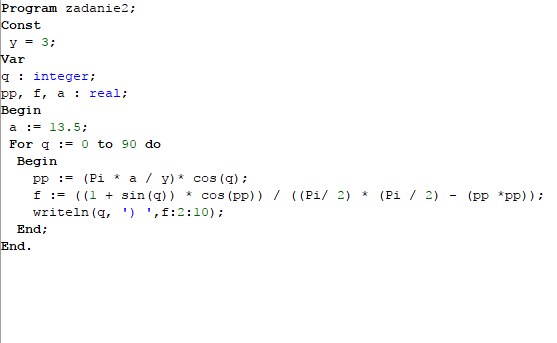 Program zadanie2;
Const
 y = 3;
Var
q : integer;
pp, f, a : real;
Begin
 a := 13.5;
 For q := 0 to 90 do
  Begin
    pp := (Pi * a / y)* cos(q);
    f := ((1 + sin(q)) * cos(pp)) / ((Pi/ 2) * (Pi / 2) - (pp *pp));
    writeln(q, ') ',f:2:10);
  End;
End.